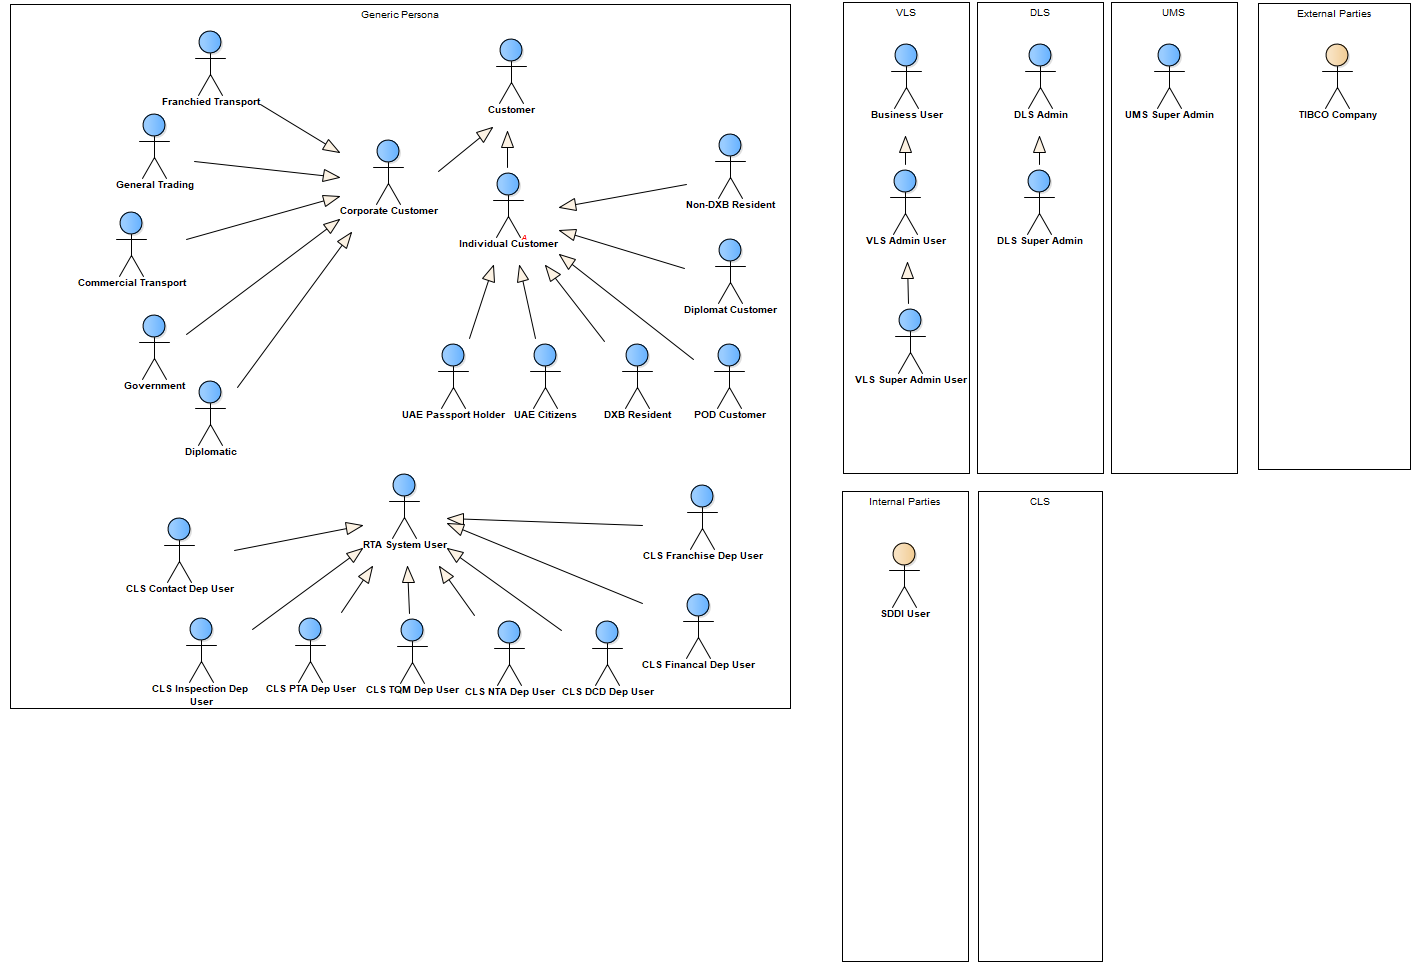 Generic Persona
Franchied Transport
Customer
General Trading
Corporate Customer
Non-DXB Resident
Individual Customer
A
Commercial Transport
Diplomat Customer
Government
UAE Passport Holder
UAE Citizens
DXB Resident
POD Customer
Diplomatic
RTA System User
CLS Franchise Dep User
CLS Contact Dep User
CLS Financal Dep User
CLS Inspection Dep
User
CLS PTA Dep User
CLS TQM Dep User
CLS NTA Dep User
CLS DCD Dep User
VLS
Business User
VLS Admin User
VLS Super Admin User
DLS
DLS Admin
DLS Super Admin
UMS
UMS Super Admin
External Parties
TIBCO Company
Internal Parties
SDDI User
CLS